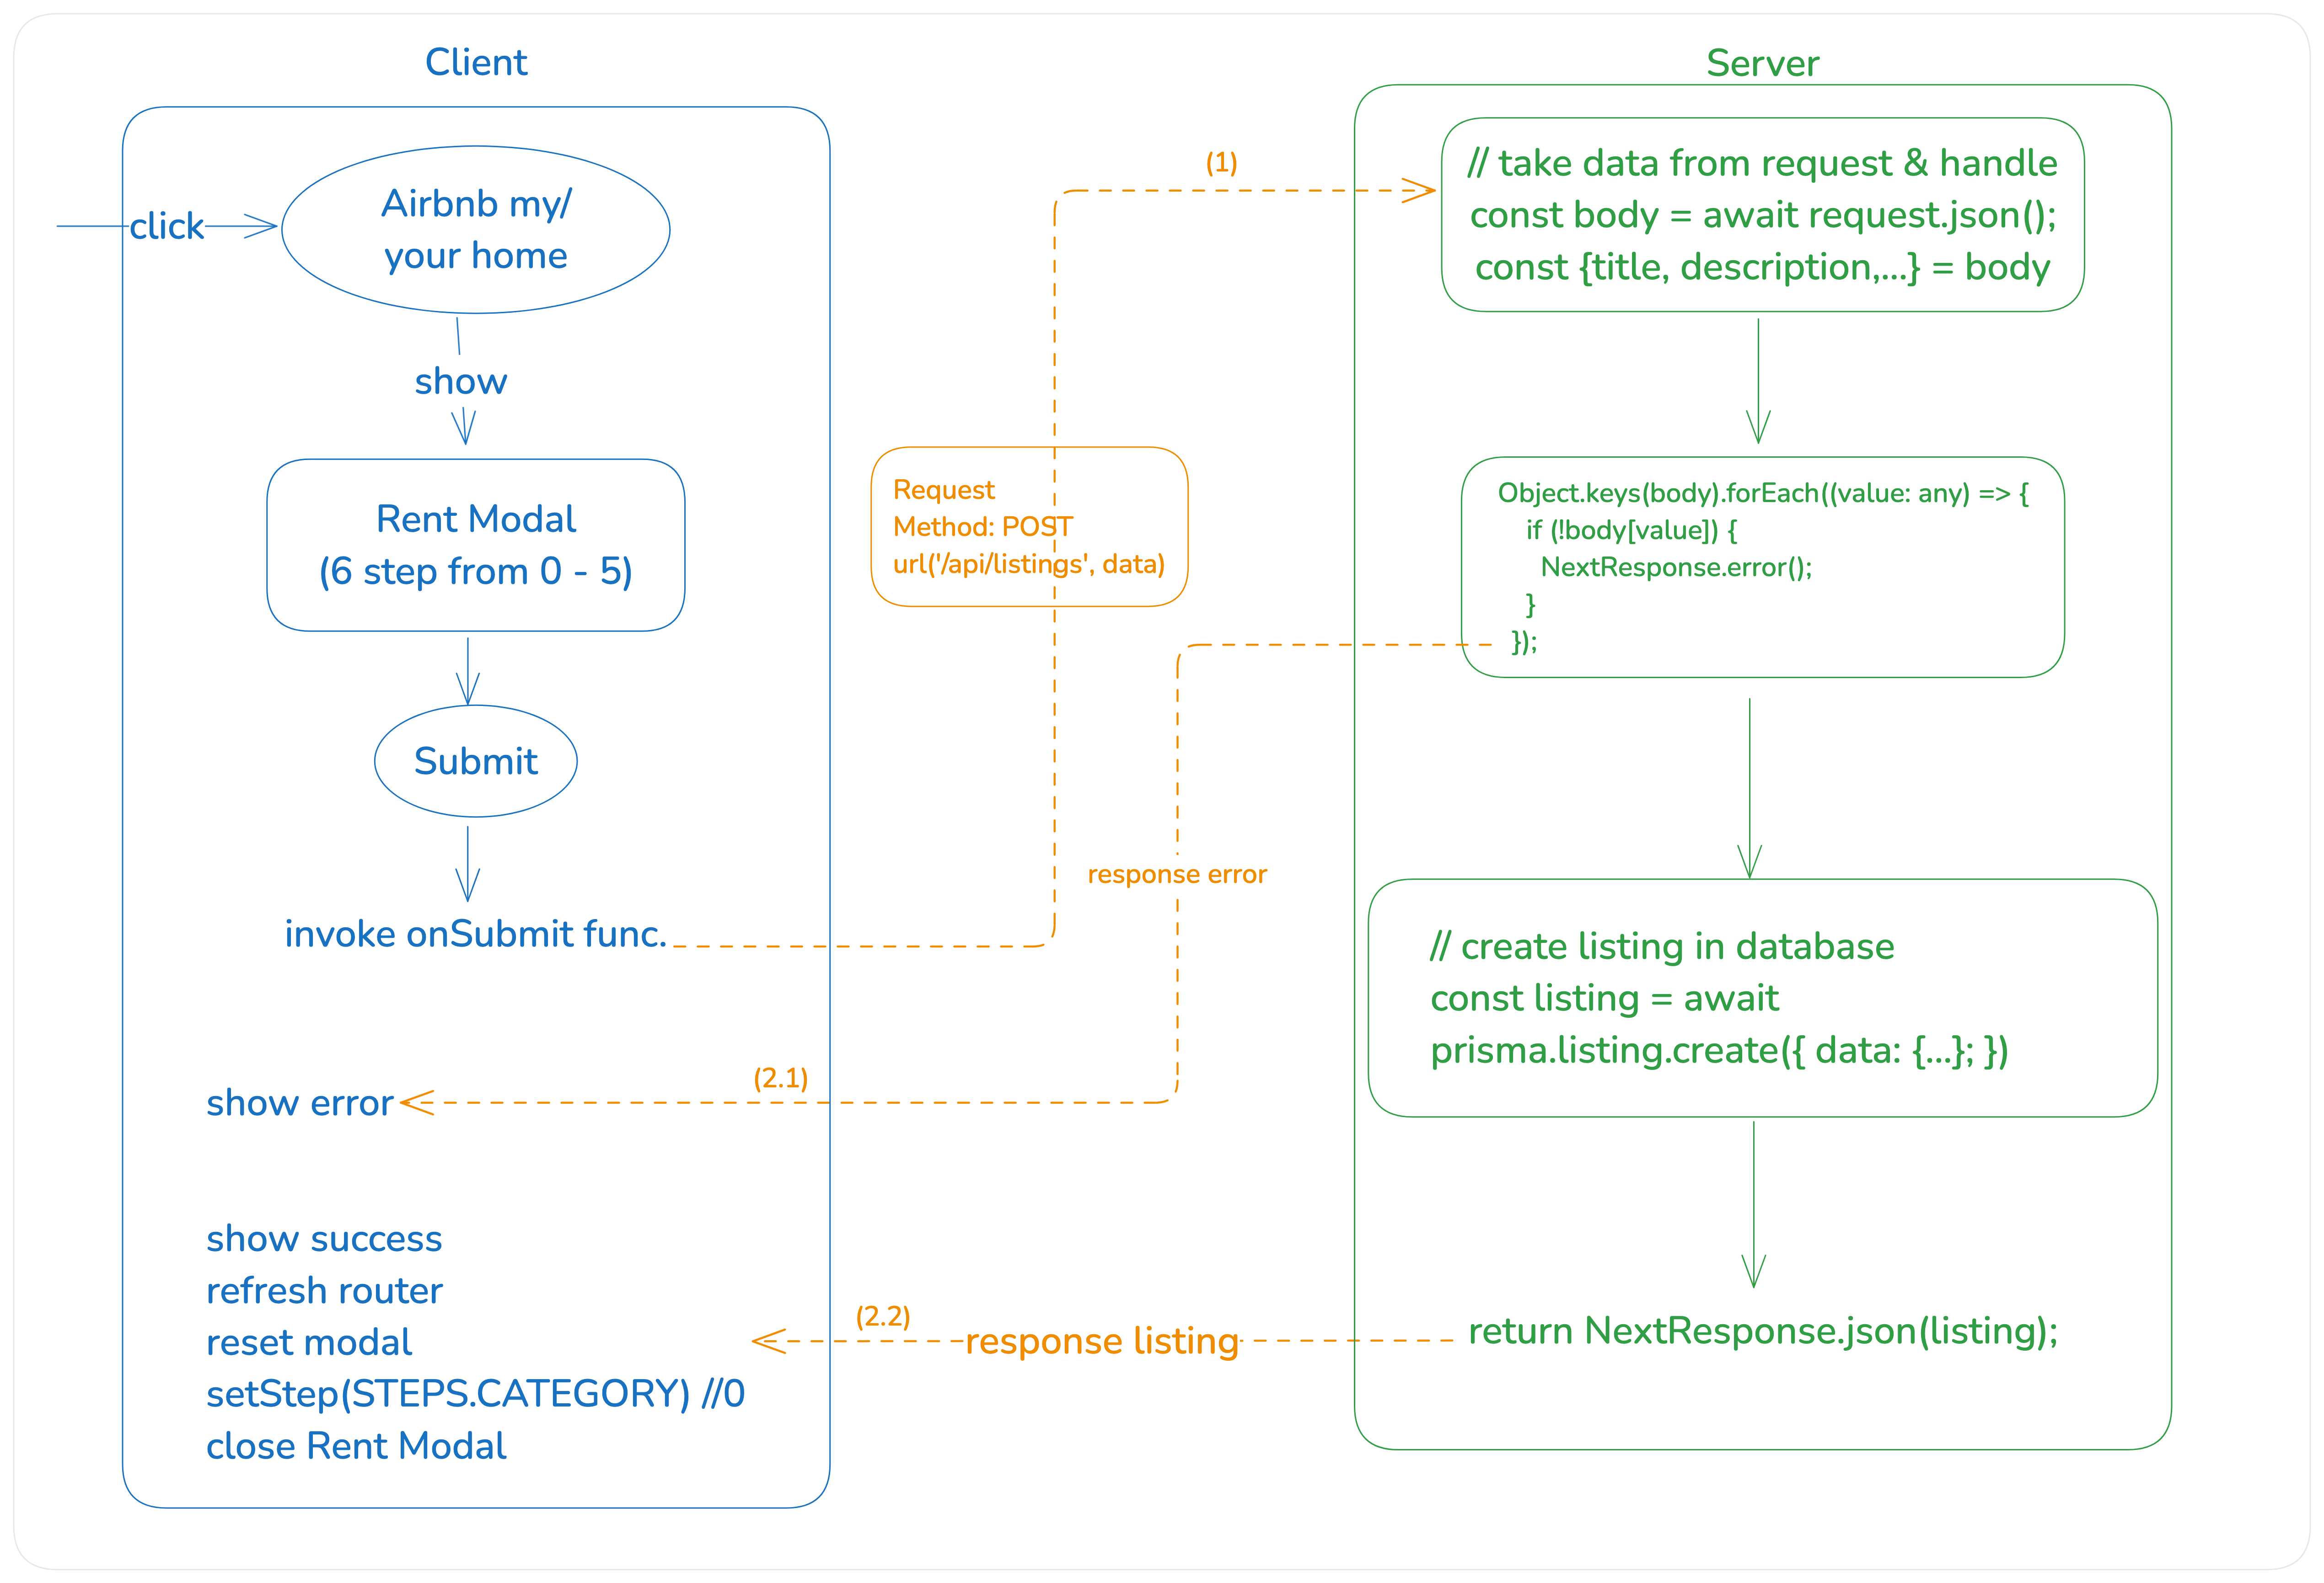 Client
click
Airbnb my/
your home
show
Rent Modal
(6 step from 0 - 5)
Submit
invoke onSubmit func.
show error
show success
refresh router
reset modal
setStep(STEPS.CATEGORY) //0
close Rent Modal
(1)
Request
Method: POST
url('/api/listings', data)
response error
(2.1)
(2.2)
response listing
Server
// take data from request & handle
const body = await request.json();
const {title, description,...} = body
Object.keys(body).forEach((value: any) => {
if (!body[value]) {
NextResponse.error();
}
});
// create listing in database
const listing = await
prisma.listing.create({ data: {...}; })
return NextResponse.json(listing);